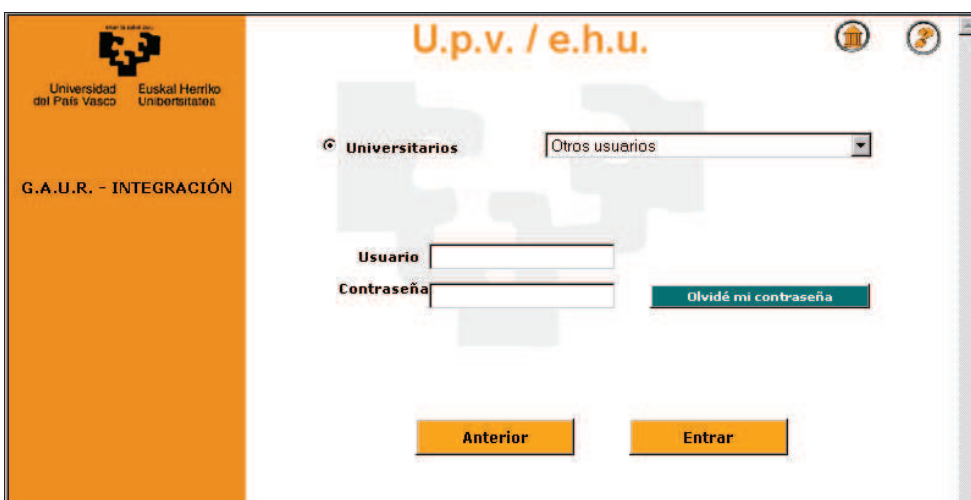 U.p.v. / e.h.u.
Universidad
del País Vasco
Euskal Herriko
Unibertsitatea
G.A.U.R. - INTEGRACIÓN
Universitarios
Otros usuarios
Usuario
Contraseña
Olvidé mi contraseña
Anterior
Entrar